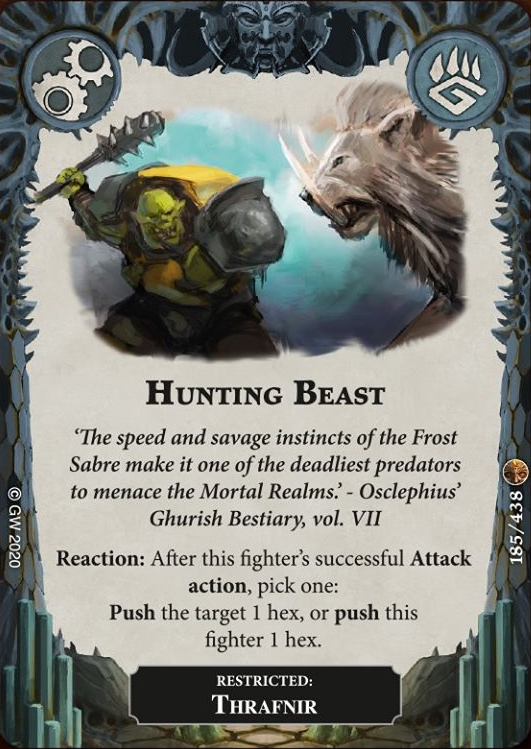 HUNTING BEAST
‘The speed and savage instincts of the Frost
Sabre make it one of the deadliest predators
to menace the Mortal Realms.’ - Osclephius’
Ghurish Bestiary, vol. VII
Reaction: After this fighter’s successful Attack
action, pick one:
Push the target 1 hex, or push this
fighter 1 hex.
RESTRICTED:
THRAFNIR
© GW 2020
185/438